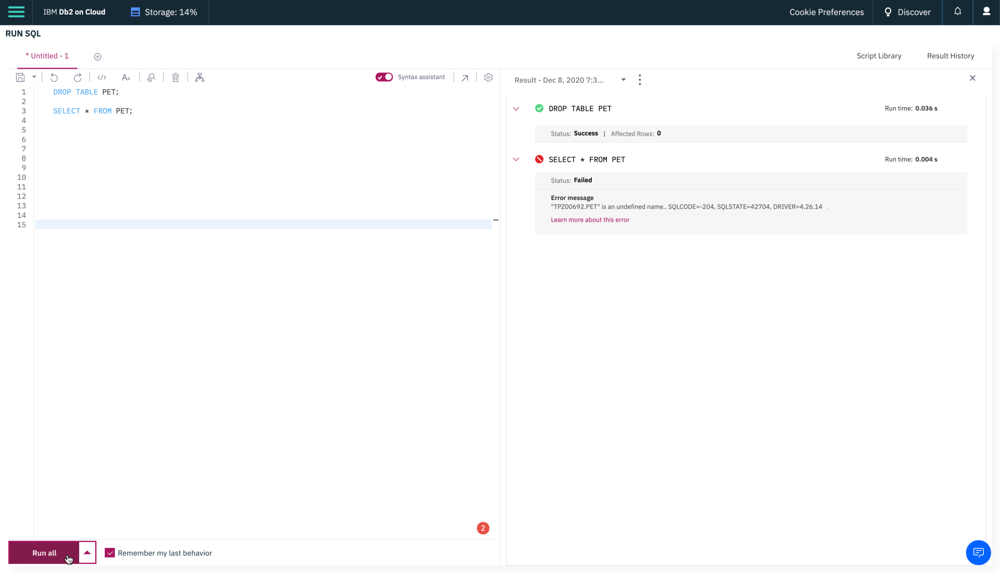 IBM Db2 on Cloud
Storage: 14%
Cookie Preferences
Discover
RUN SQL
* Untitled - 1
Script Library
Result History
Syntax assistant
Result - Dec 8, 2020 7:3...
1 DROP TABLE PET;
2
3 SELECT * FROM PET;
4
5
6
7
8
9
10
11
12
13
14
15
DROP TABLE PET
Run time: 0.036 s
Status: Success | Affected Rows: 0
SELECT * FROM PET
Run time: 0.004 s
Status: Failed
Error message
"TPZ00692.PET" is an undefined name.. SQLCODE=-204, SQLSTATE=42704, DRIVER=4.26.14 .
Learn more about this error
2
Run all
Remember my last behavior